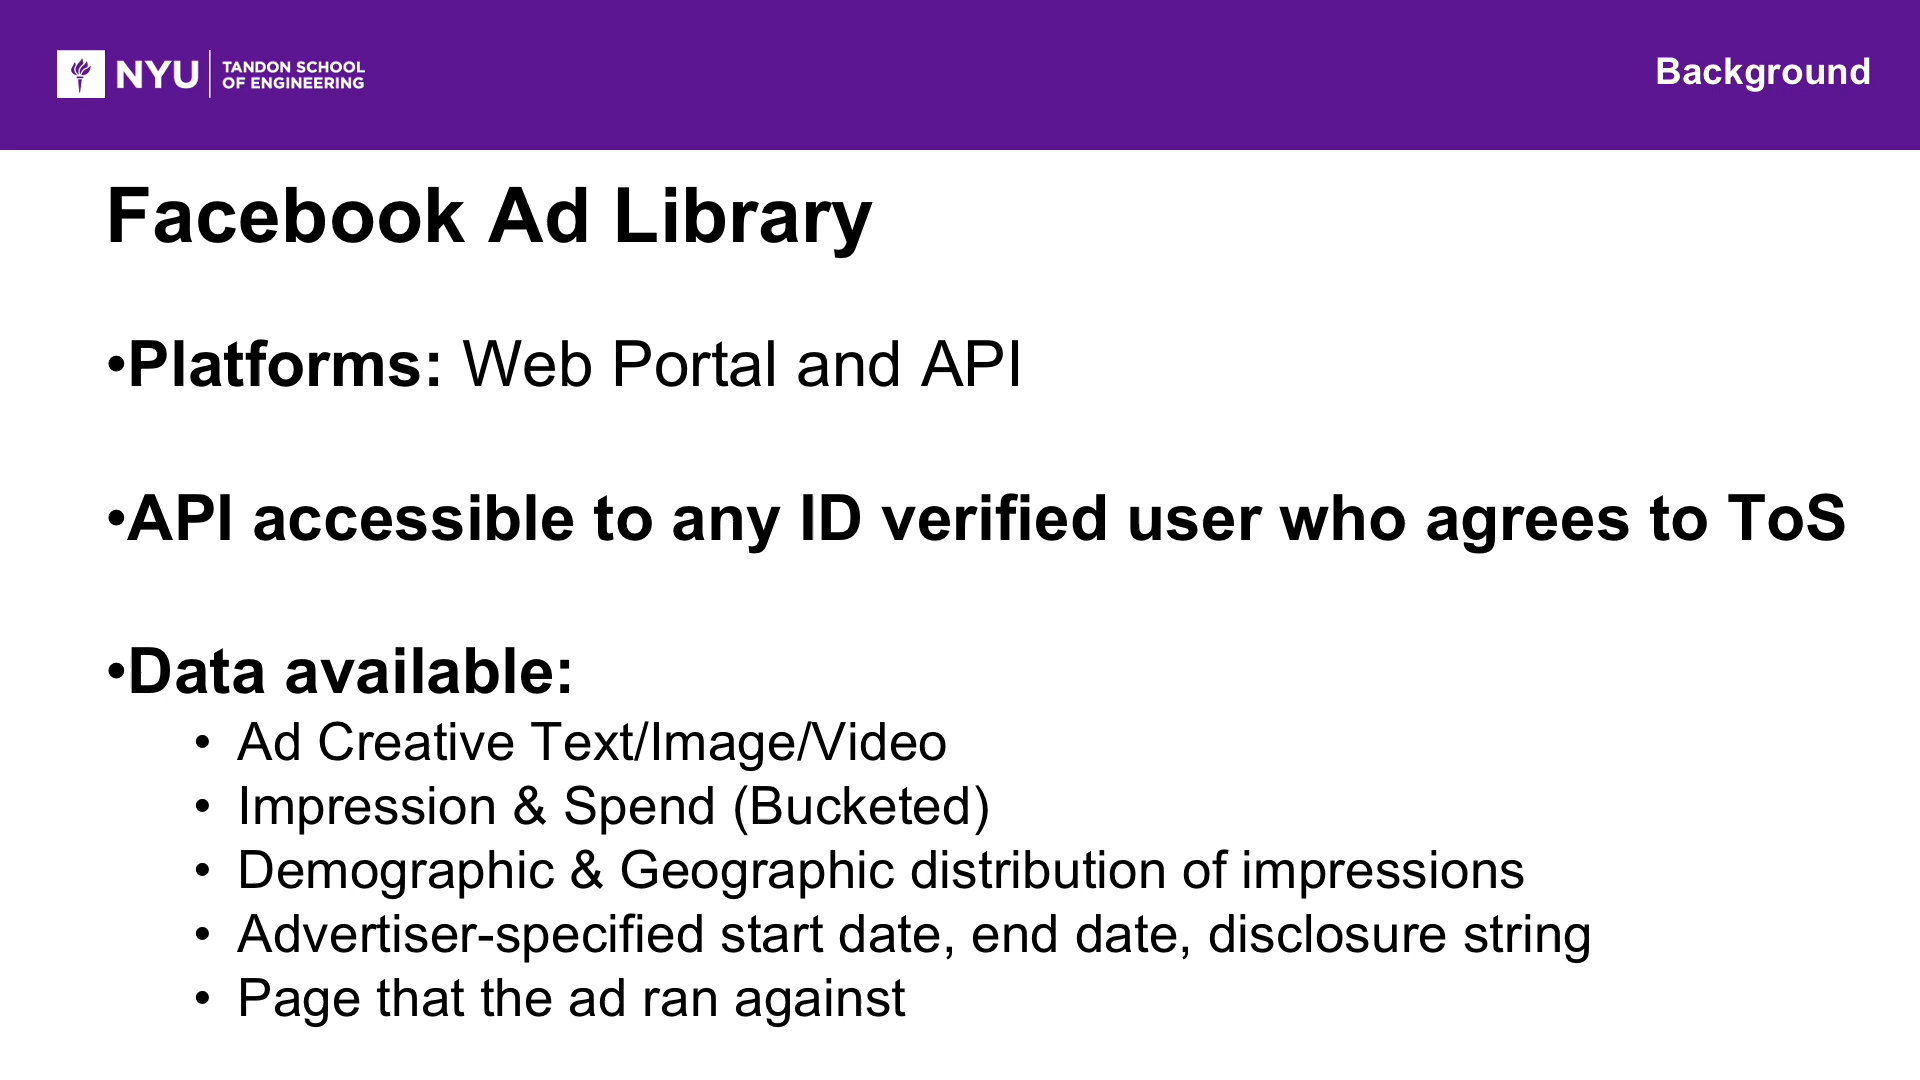 NYU TANDON SCHOOL
OF ENGINEERING
Background
Facebook Ad Library
•Platforms: Web Portal and API
•API accessible to any ID verified user who agrees to ToS
•Data available:
• Ad Creative Text/Image/Video
• Impression & Spend (Bucketed)
• Demographic & Geographic distribution of impressions
• Advertiser-specified start date, end date, disclosure string
• Page that the ad ran against